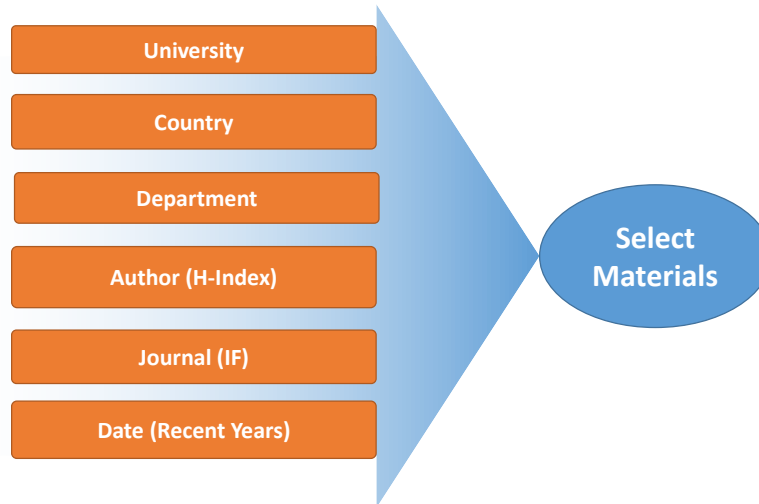 University
Country
Department
Author (H-Index)
Journal (IF)
Date (Recent Years)
Select
Materials